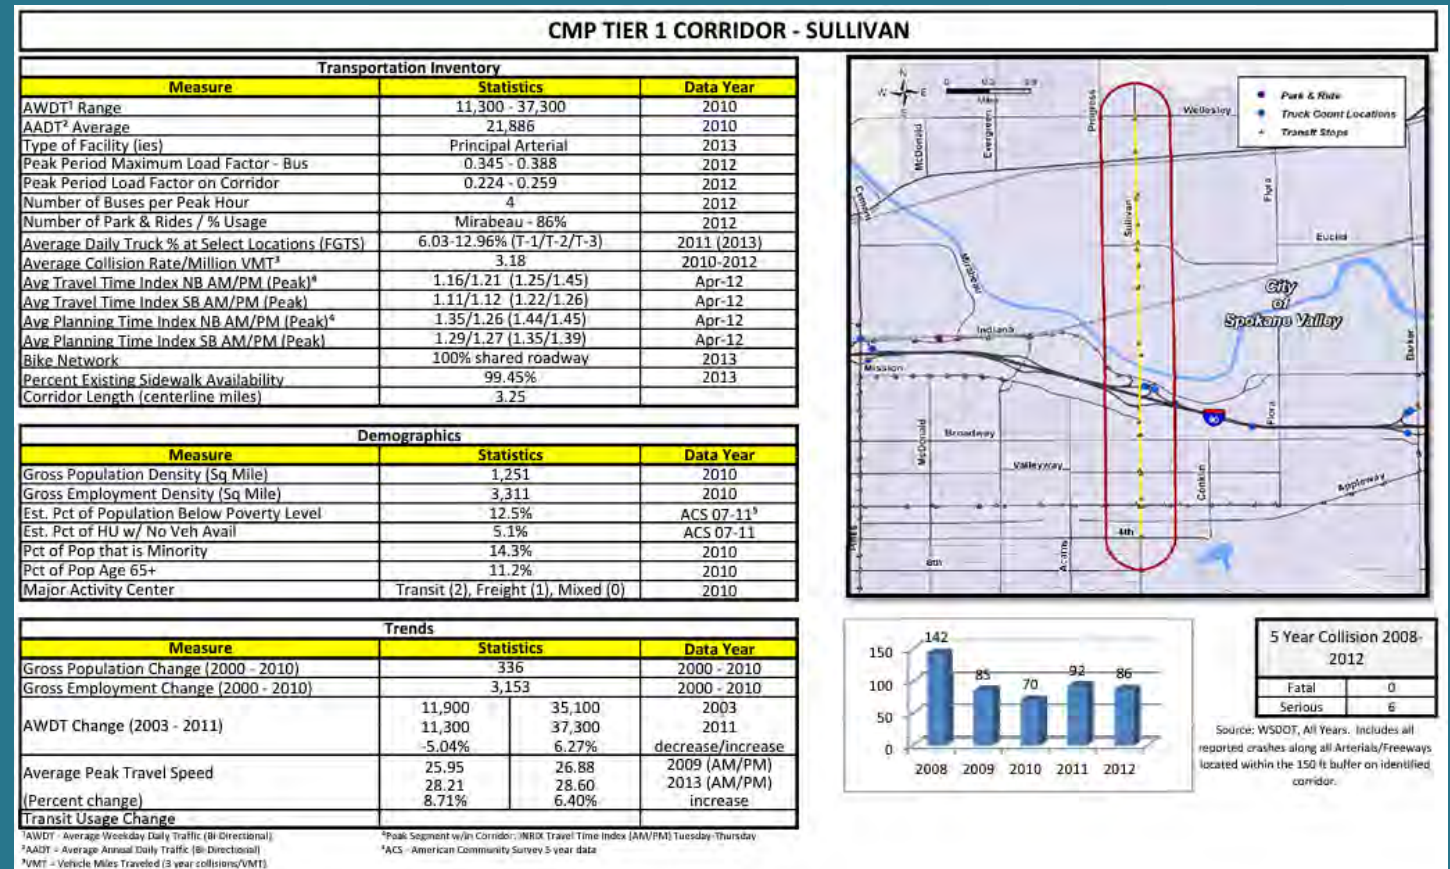 CMP TIER 1 CORRIDOR - SULLIVAN
Transportation Inventory
Measure Statistics Data Year
AWDT¹ Range 11,300 - 37,300 2010
AADT² Average 21,886 2010
Type of Facility (ies) Principal Arterial 2013
Peak Period Maximum Load Factor - Bus 0.345 - 0.388 2012
Peak Period Load Factor on Corridor 0.224 - 0.259 2012
Number of Buses per Peak Hour 4 2012
Number of Park & Rides / % Usage Mirabeau - 86% 2012
Average Daily Truck % at Select Locations (FGTS) 6.03-12.96% (T-1/T-2/T-3) 2011 (2013)
Average Collision Rate/Million VMT³ 3.18 2010-2012
Avg Travel Time Index NB AM/PM (Peak)⁴ 1.16/1.21 (1.25/1.45) Apr-12
Avg Travel Time Index SB AM/PM (Peak) 1.11/1.12 (1.22/1.26) Apr-12
Avg Planning Time Index NB AM/PM (Peak)⁴ 1.35/1.26 (1.44/1.45) Apr-12
Avg Planning Time Index SB AM/PM (Peak) 1.29/1.27 (1.35/1.39) Apr-12
Bike Network 100% shared roadway 2013
Percent Existing Sidewalk Availability 99.45% 2013
Corridor Length (centerline miles) 3.25
Demographics
Measure Statistics Data Year
Gross Population Density (Sq Mile) 1,251 2010
Gross Employment Density (Sq Mile) 3,311 2010
Est. Pct of Population Below Poverty Level 12.5% ACS 07-11⁵
Est. Pct of HU w/ No Veh Avail 5.1% ACS 07-11
Pct of Pop that is Minority 14.3% 2010
Pct of Pop Age 65+ 11.2% 2010
Major Activity Center Transit (2), Freight (1), Mixed (0) 2010
Trends
Measure Statistics Data Year
Gross Population Change (2000 - 2010) 336 2000 - 2010
Gross Employment Change (2000 - 2010) 3,153 2000 - 2010
11,900 35,100 2003
AWDT Change (2003 - 2011) 11,300 37,300 2011
-5.04% 6.27% decrease/increase
Average Peak Travel Speed 25.95 26.88 2009 (AM/PM)
28.21 28.60 2013 (AM/PM)
(Percent change) 8.71% 6.40% increase
Transit Usage Change
¹AWDT - Average Weekday Daily Traffic (Bi-Directional)
²AADT = Average Annual Daily Traffic (Bi-Directional)
³VMT = Vehicle Miles Traveled (3 year collisions/VMT)
⁴Peak Segment w/in Corridor: INRIX Travel Time Index (AM/PM) Tuesday-Thursday
⁵ACS - American Community Survey 5 year data
N
W E
S
Miles
Park & Ride
Truck Count Locations
Transit Stops
Progress
Wellesley
McDonald
Evergreen
Sullivan
Flora
Euclid
Mirabeau
City
of
Spokane Valley
Indiana
Mission
Barker
Flora
90
McDonald
Broadway
Valleyway
Conklin
Appleway
4th
8th
Adams
Pines
142
85
70
92
86
150
100
50
0
2008 2009 2010 2011 2012
5 Year Collision 2008-
2012
Fatal 0
Serious 6
Source: WSDOT, All Years. Includes all
reported crashes along all Arterials/Freeways
located within the 150 ft buffer on identified
corridor.